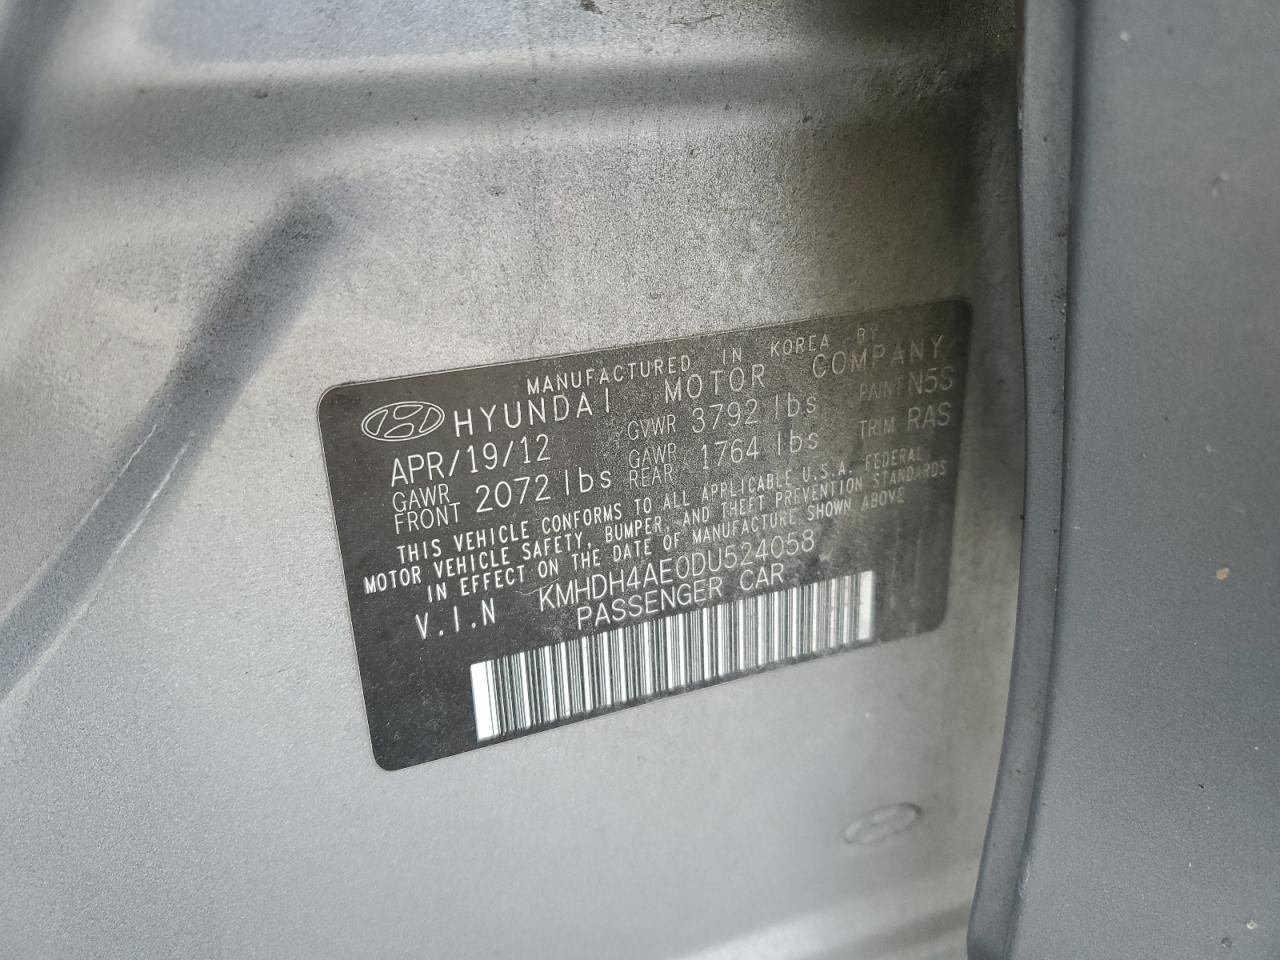 MANUFACTURED IN KOREA BY
HYUNDAI MOTOR COMPANY
APR/19/12 GVWR 3792 lbs PAINT N5S
GAWR FRONT 2072 lbs GAWR REAR 1764 lbs TRIM RAS
THIS VEHICLE CONFORMS TO ALL APPLICABLE U.S.A. FEDERAL
MOTOR VEHICLE SAFETY, BUMPER, AND THEFT PREVENTION STANDARDS
IN EFFECT ON THE DATE OF MANUFACTURE SHOWN ABOVE
V.I.N KMHDH4AE0DU524058
PASSENGER CAR